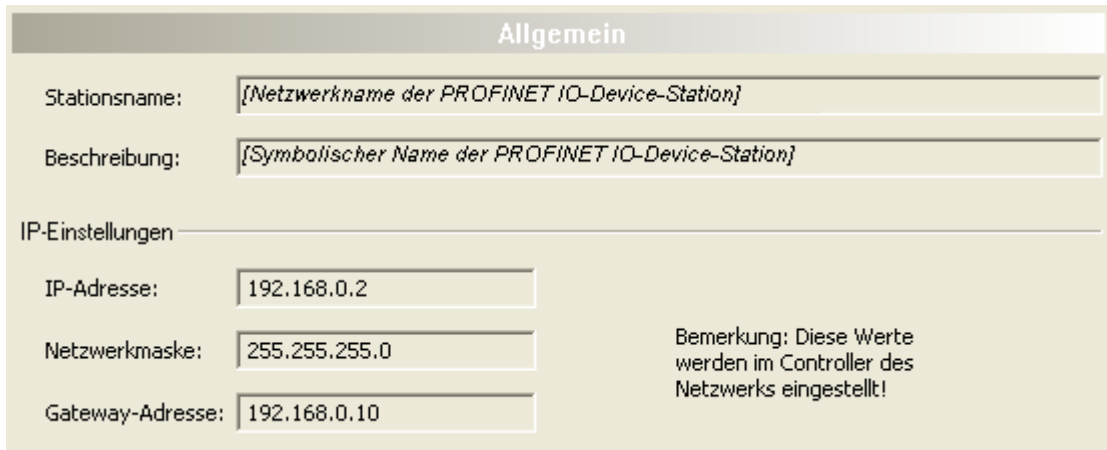 Allgemein
Stationsname: [Netzwerkname der PROFINET IO-Device-Station]
Beschreibung: [Symbolischer Name der PROFINET IO-Device-Station]
IP-Einstellungen
IP-Adresse: 192.168.0.2
Netzwerkmaske: 255.255.255.0
Gateway-Adresse: 192.168.0.10
Bemerkung: Diese Werte
werden im Controller des
Netzwerks eingestellt!